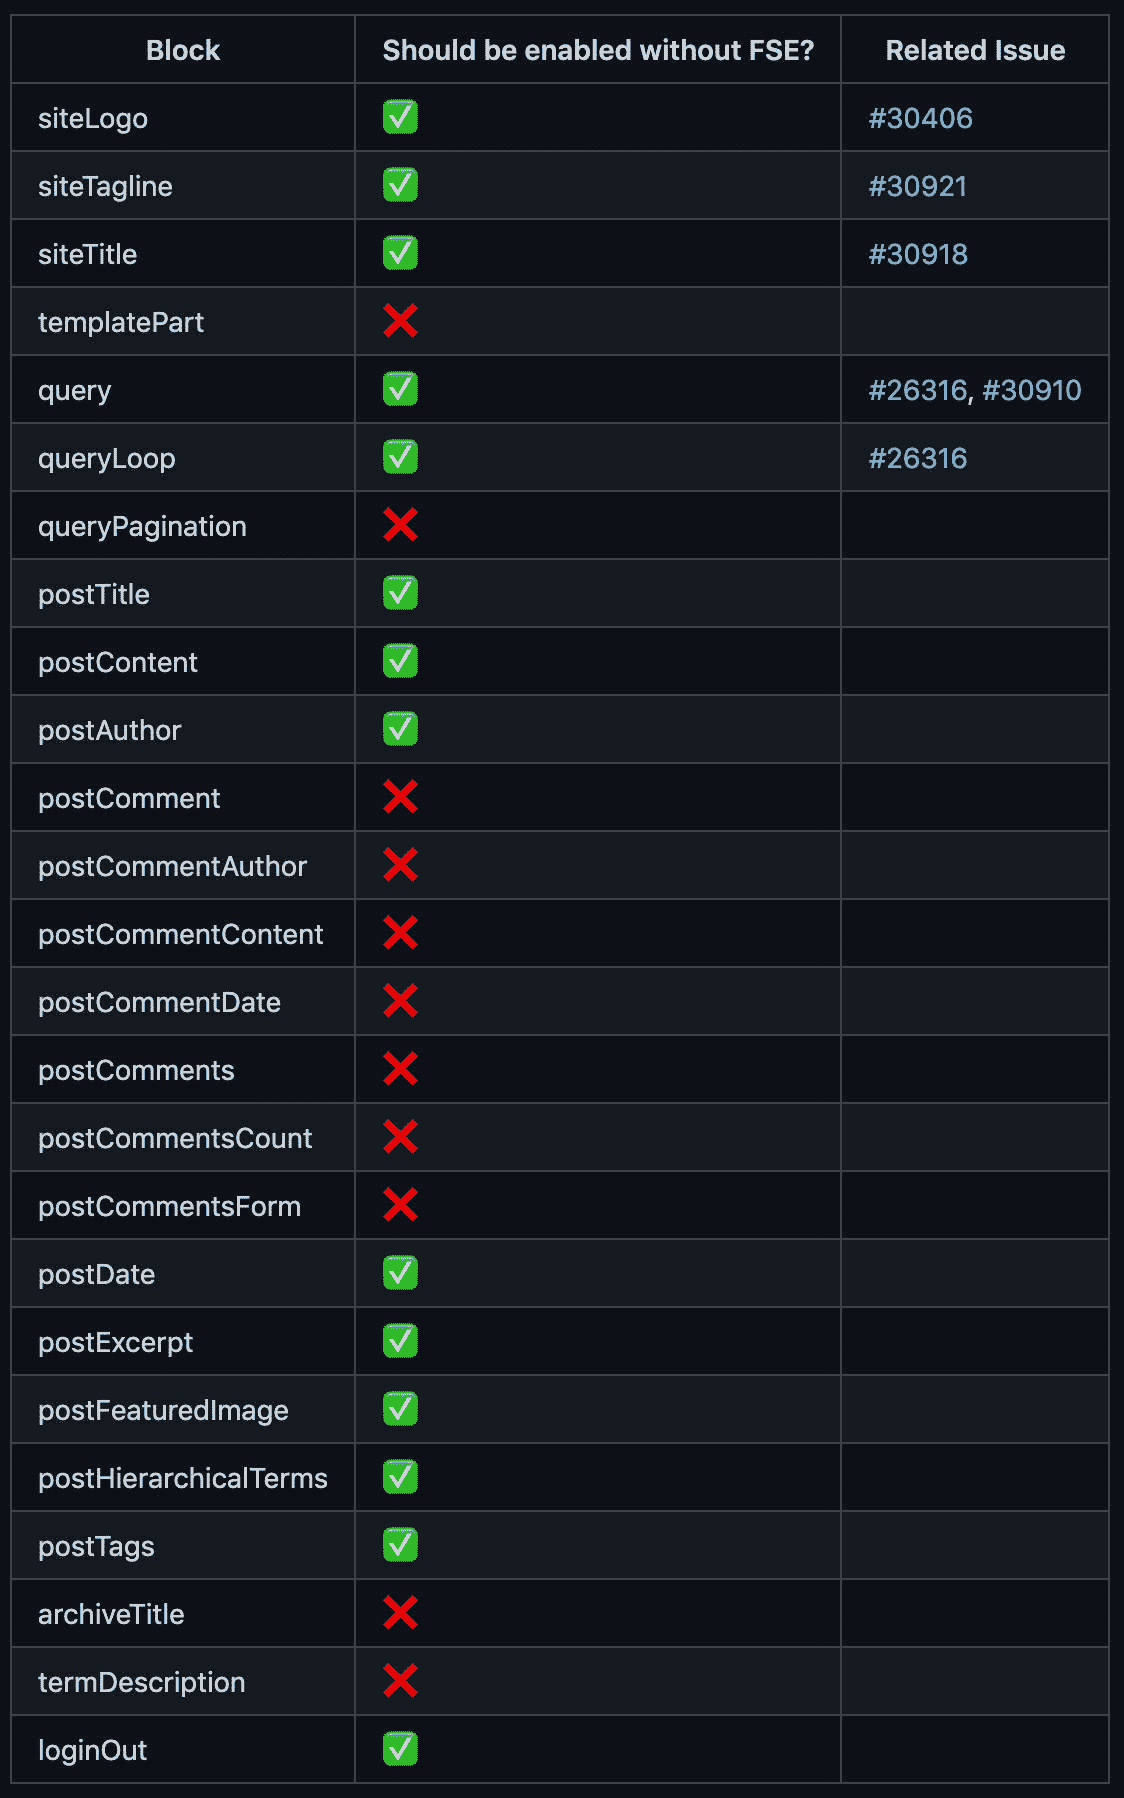 Block Should be enabled without FSE? Related Issue
siteLogo ✅ #30406
siteTagline ✅ #30921
siteTitle ✅ #30918
templatePart ❌
query ✅ #26316, #30910
queryLoop ✅ #26316
queryPagination ❌
postTitle ✅
postContent ✅
postAuthor ✅
postComment ❌
postCommentAuthor ❌
postCommentContent ❌
postCommentDate ❌
postComments ❌
postCommentsCount ❌
postCommentsForm ❌
postDate ✅
postExcerpt ✅
postFeaturedImage ✅
postHierarchicalTerms ✅
postTags ✅
archiveTitle ❌
termDescription ❌
loginOut ✅